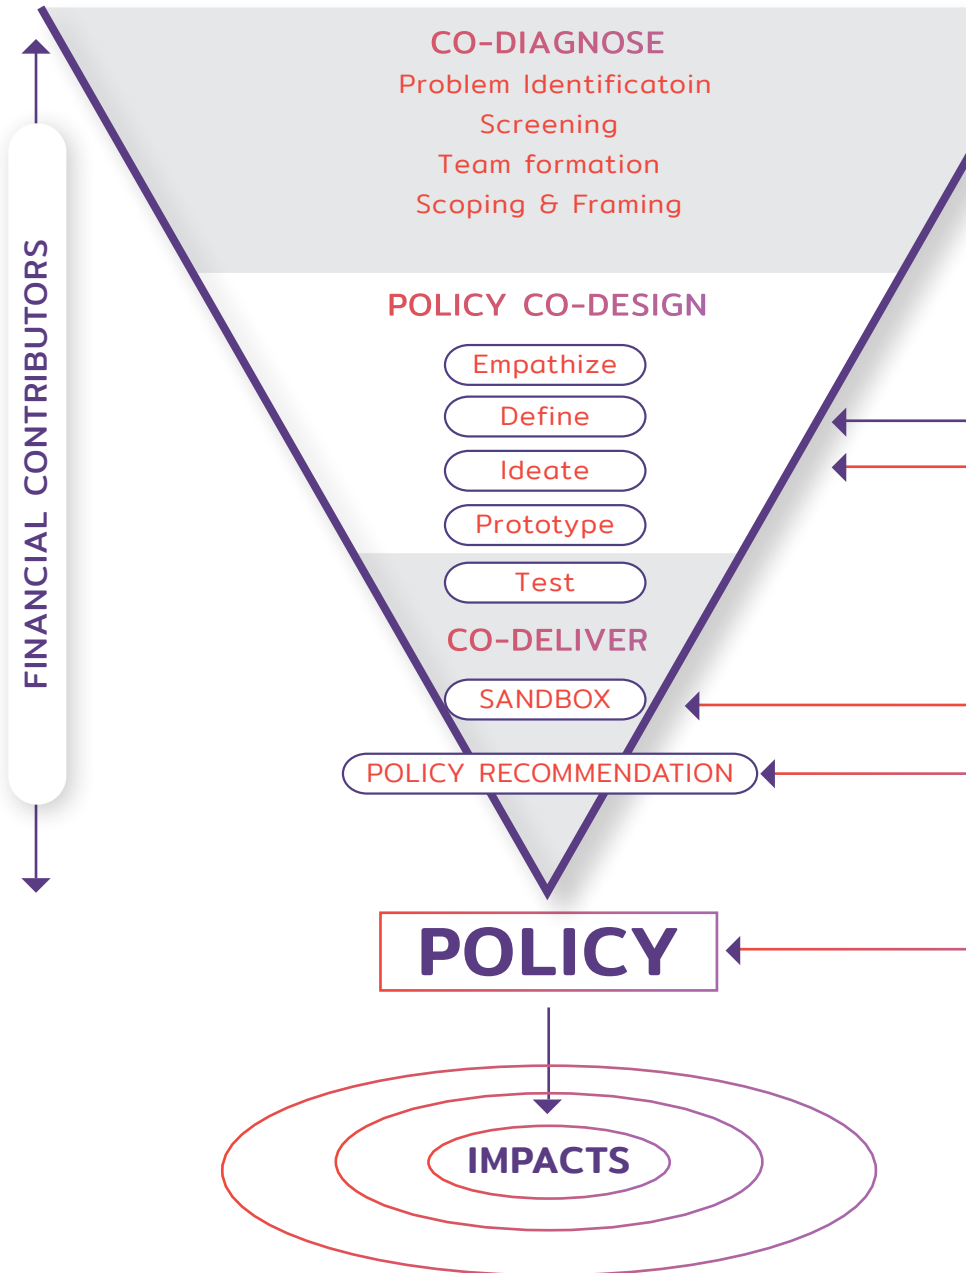 CO-DIAGNOSE
Problem Identificatoin
Screening
Team formation
Scoping & Framing
FINANCIAL CONTRIBUTORS
POLICY CO-DESIGN
Empathize
Define
Ideate
Prototype
Test
CO-DELIVER
SANDBOX
POLICY RECOMMENDATION
POLICY
IMPACTS